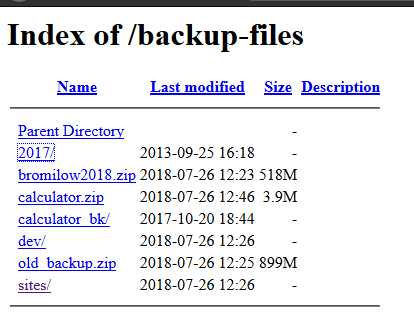 Index of /backup-files
Name Last modified Size Description
Parent Directory -
2017/ 2013-09-25 16:18 -
bromilow2018.zip 2018-07-26 12:23 518M
calculator.zip 2018-07-26 12:46 3.9M
calculator_bk/ 2017-10-20 18:44 -
dev/ 2018-07-26 12:26 -
old_backup.zip 2018-07-26 12:25 899M
sites/ 2018-07-26 12:26 -